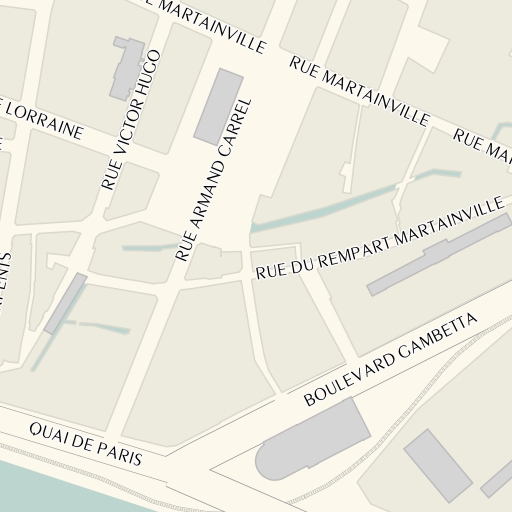 RUE MARTAINVILLE
RUE MARTAINVILLE
LORRAINE
RUE VICTOR HUGO
RUE ARMAND CARREL
RUE DU REMPART MARTAINVILLE
BOULEVARD GAMBETTA
QUAI DE PARIS